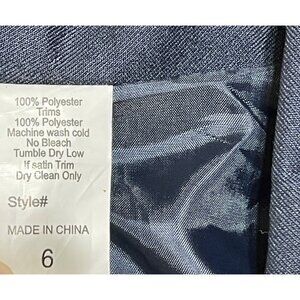 100% Polyester
Trims
100% Polyester
Machine wash cold
No Bleach
Tumble Dry Low
If satin Trim
Dry Clean Only
Style#
MADE IN CHINA
6